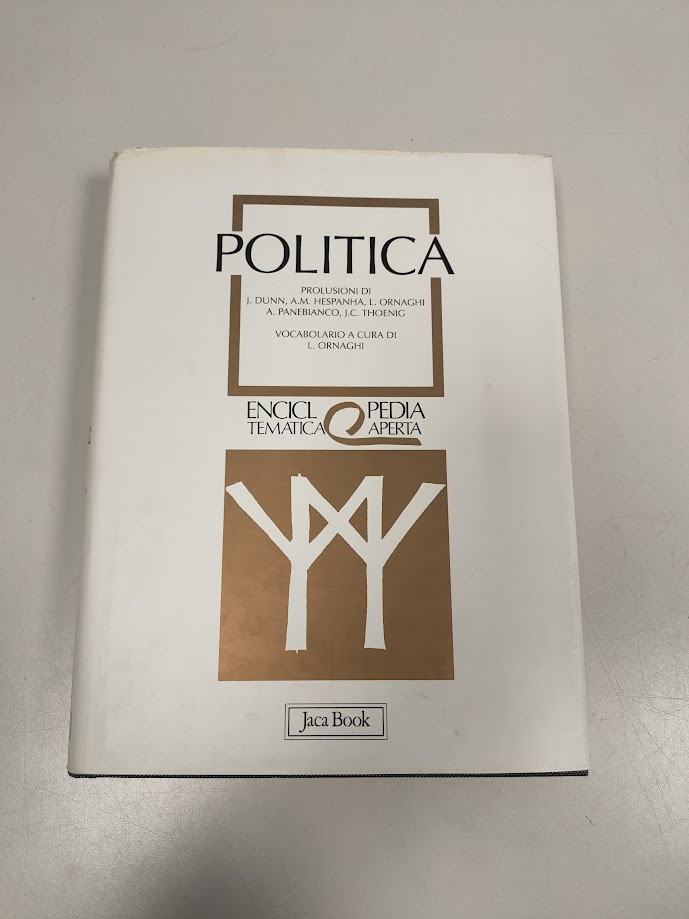 POLITICA
PROLUSIONI DI
J. DUNN, A.M. HESPANHA, L. ORNAGHI
A. PANEBIANCO, J.C. THOENIG
VOCABOLARIO A CURA DI
L. ORNAGHI
ENCICLOPEDIA
TEMATICA APERTA
Jaca Book